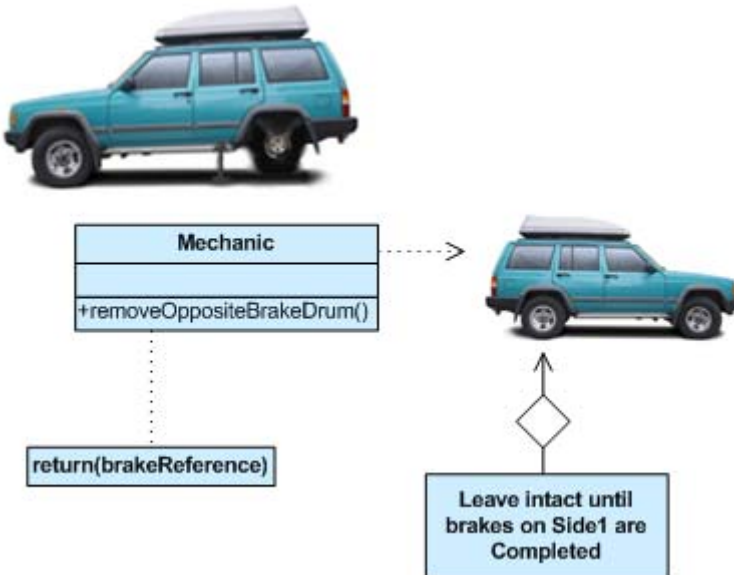 Mechanic
+removeOppositeBrakeDrum()
return(brakeReference)
Leave intact until
brakes on Side1 are
Completed